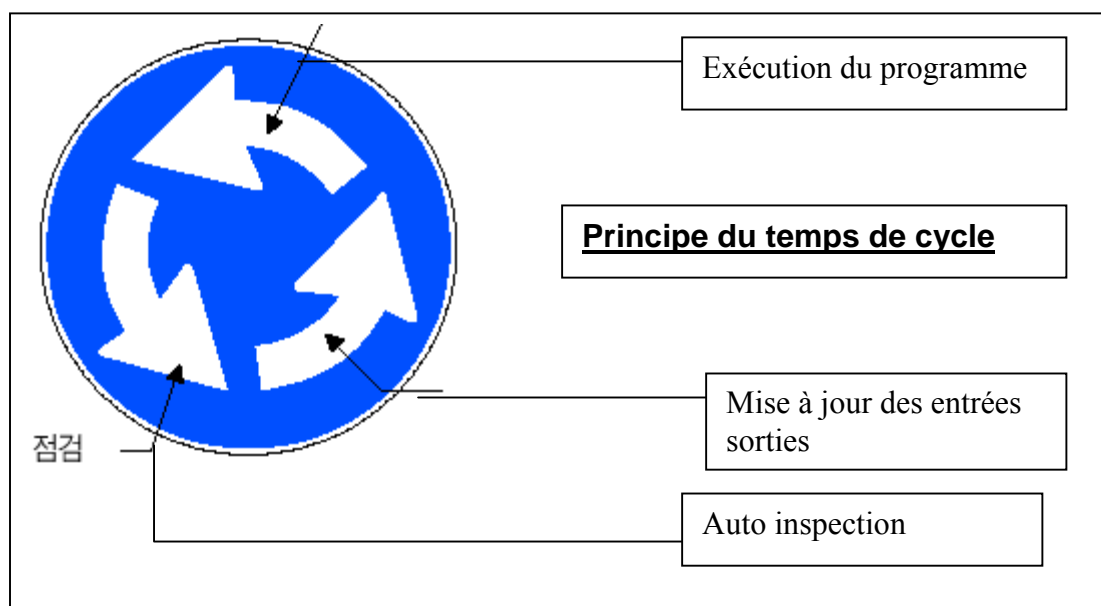 Exécution du programme
Principe du temps de cycle
Mise à jour des entrées
sorties
점검
Auto inspection